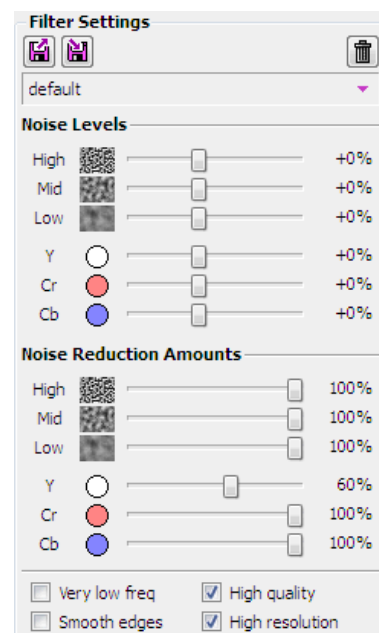 Filter Settings
default
Noise Levels
High +0%
Mid +0%
Low +0%
Y +0%
Cr +0%
Cb +0%
Noise Reduction Amounts
High 100%
Mid 100%
Low 100%
Y 60%
Cr 100%
Cb 100%
Very low freq High quality
Smooth edges High resolution